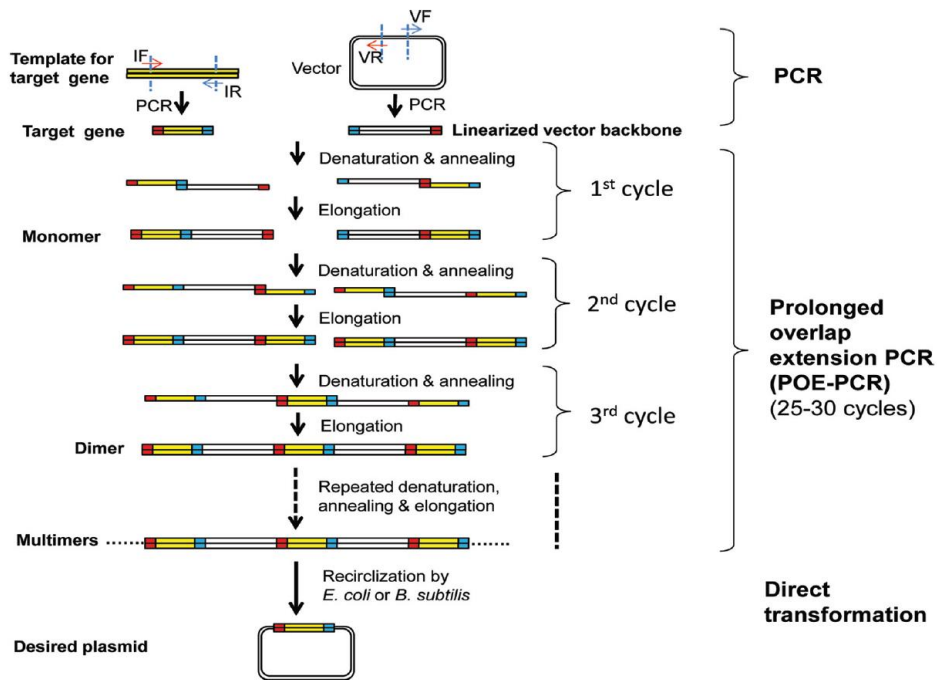 VF
IF
VR
Template for
target gene
Vector
IR
PCR
PCR
PCR
Target gene
Linearized vector backbone
Denaturation & annealing
1st cycle
Elongation
Monomer
Denaturation & annealing
2nd cycle
Elongation
Prolonged
overlap
extension PCR
(POE-PCR)
(25-30 cycles)
Denaturation & annealing
3rd cycle
Elongation
Dimer
Repeated denaturation,
annealing & elongation
Multimers
Recirclization by
E. coli or B. subtilis
Direct
transformation
Desired plasmid